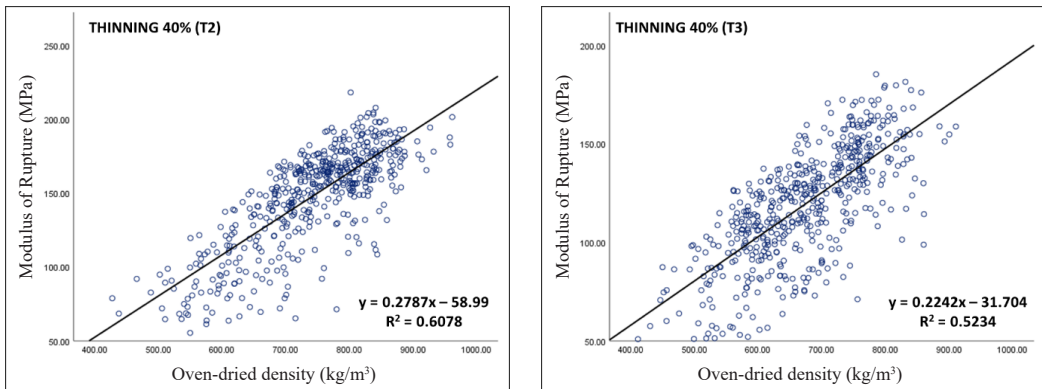 THINNING 40% (T2)
250.00
200.00
150.00
100.00
50.00
Modulus of Rupture (MPa)
y = 0.2787x – 58.99
R² = 0.6078
400.00 500.00 600.00 700.00 800.00 900.00 1000.00
Oven-dried density (kg/m³)
THINNING 40% (T3)
200.00
150.00
100.00
50.00
Modulus of Rupture (MPa)
y = 0.2242x – 31.704
R² = 0.5234
400.00 500.00 600.00 700.00 800.00 900.00 1000.00
Oven-dried density (kg/m³)